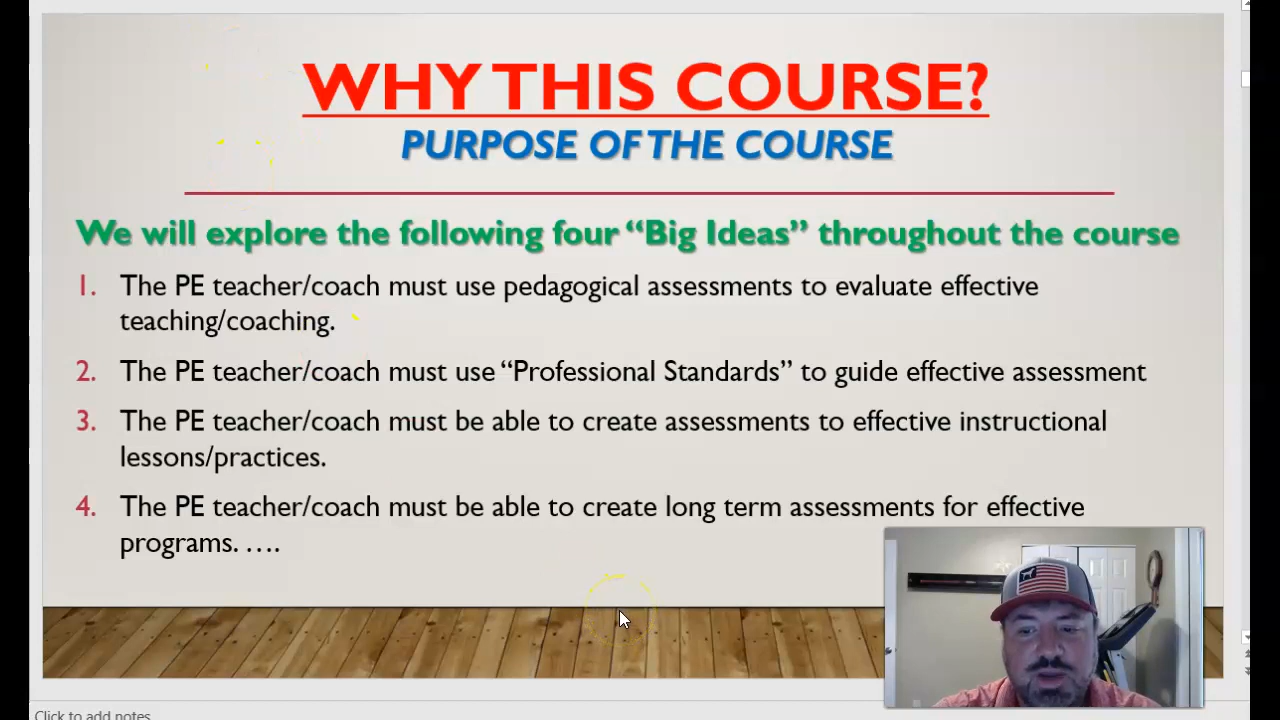 WHY THIS COURSE?
PURPOSE OF THE COURSE
We will explore the following four “Big Ideas” throughout the course
1. The PE teacher/coach must use pedagogical assessments to evaluate effective
teaching/coaching.
2. The PE teacher/coach must use “Professional Standards” to guide effective assessment
3. The PE teacher/coach must be able to create assessments to effective instructional
lessons/practices.
4. The PE teacher/coach must be able to create long term assessments for effective
programs. ….
Click to add notes